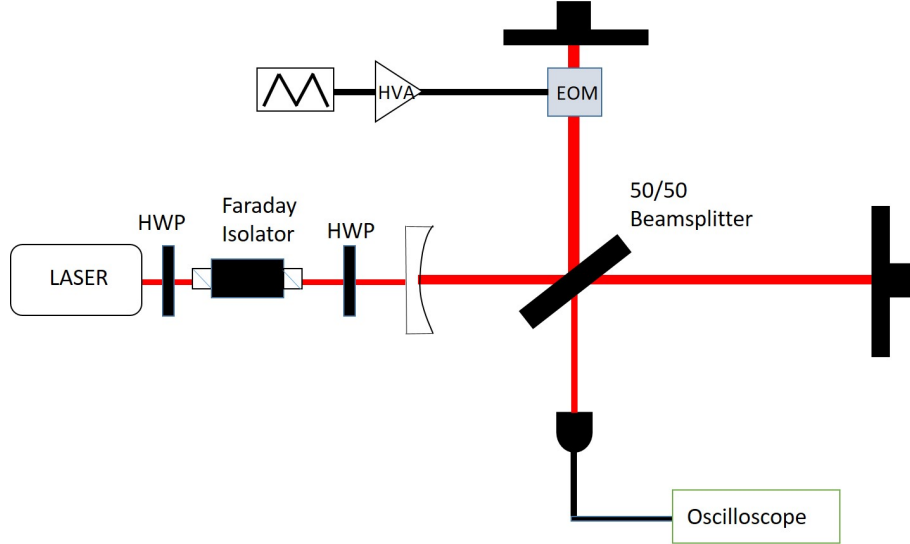 HVA
EOM
50/50
Beamsplitter
Faraday
Isolator
HWP
HWP
LASER
Oscilloscope